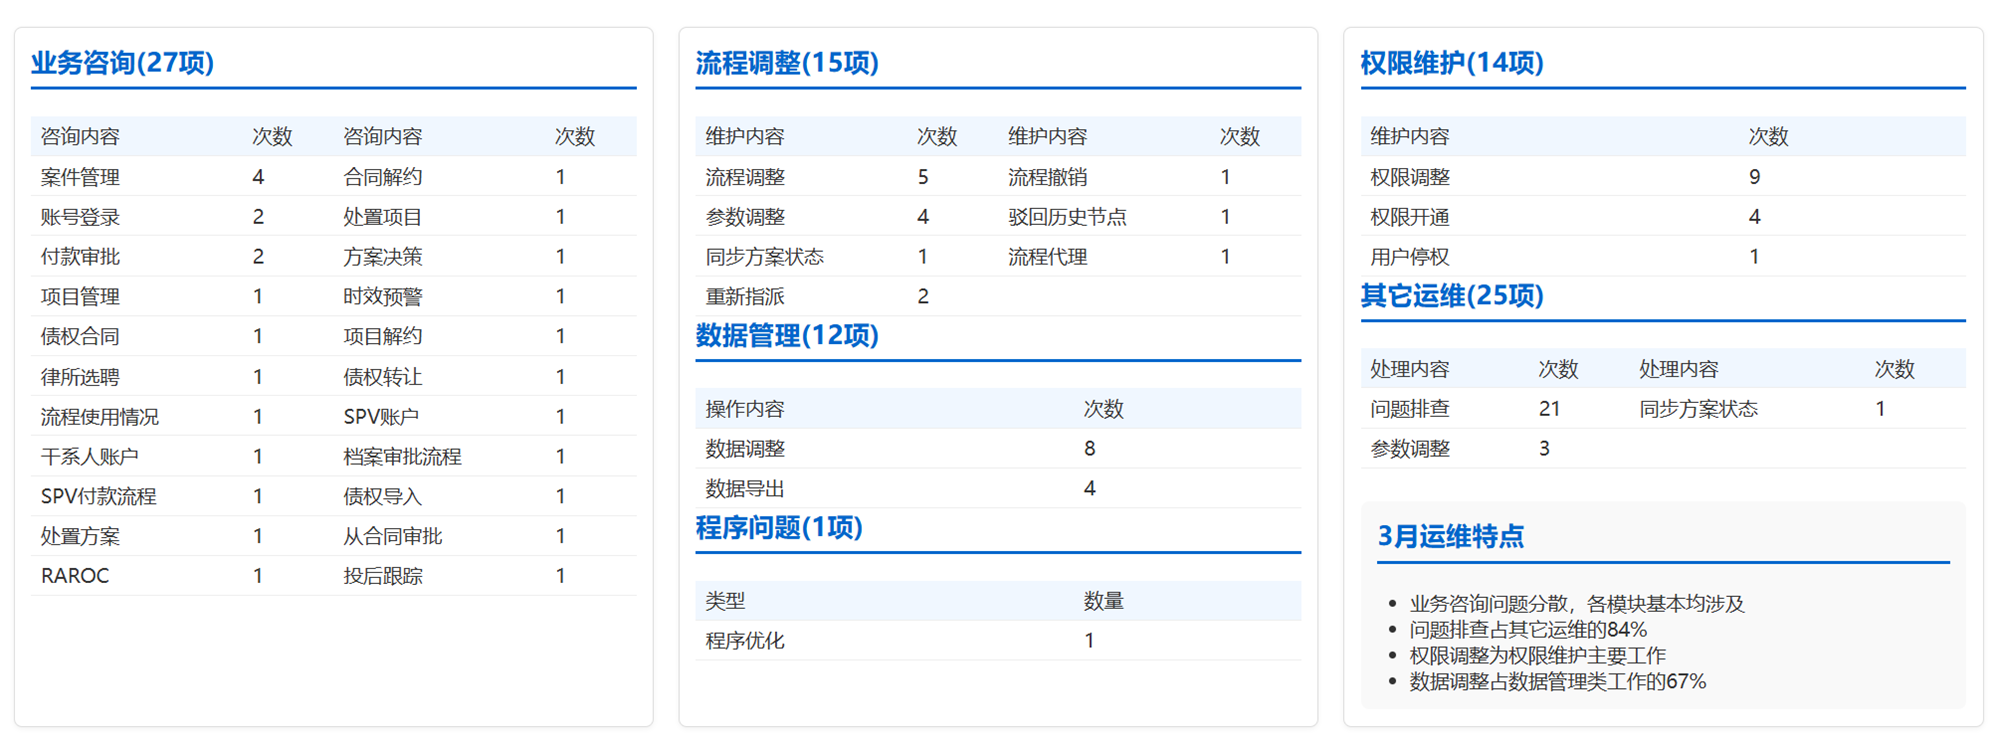 业务咨询(27项)
咨询内容 次数 咨询内容 次数
案件管理 4 合同解约 1
账号登录 2 处置项目 1
付款审批 2 方案决策 1
项目管理 1 时效预警 1
债权合同 1 项目解约 1
律所选聘 1 债权转让 1
流程使用情况 1 SPV账户 1
干系人账户 1 档案审批流程 1
SPV付款流程 1 债权导入 1
处置方案 1 从合同审批 1
RAROC 1 投后跟踪 1
流程调整(15项)
维护内容 次数 维护内容 次数
流程调整 5 流程撤销 1
参数调整 4 驳回历史节点 1
同步方案状态 1 流程代理 1
重新指派 2
数据管理(12项)
操作内容 次数
数据调整 8
数据导出 4
程序问题(1项)
类型 数量
程序优化 1
权限维护(14项)
维护内容 次数
权限调整 9
权限开通 4
用户停权 1
其它运维(25项)
处理内容 次数 处理内容 次数
问题排查 21 同步方案状态 1
参数调整 3
3月运维特点
• 业务咨询问题分散，各模块基本均涉及
• 问题排查占其它运维的84%
• 权限调整为权限维护主要工作
• 数据调整占数据管理类工作的67%